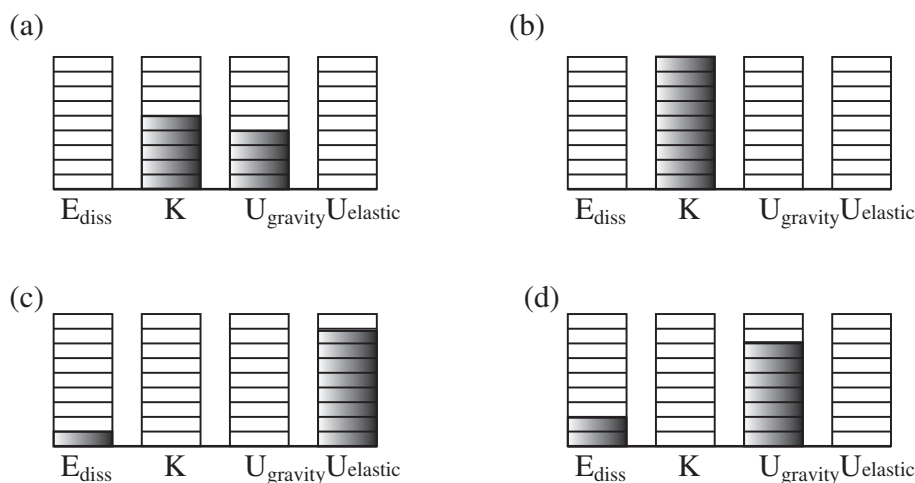 (a) (b)
E_diss K U_gravity U_elastic E_diss K U_gravity U_elastic
(c) (d)
E_diss K U_gravity U_elastic E_diss K U_gravity U_elastic